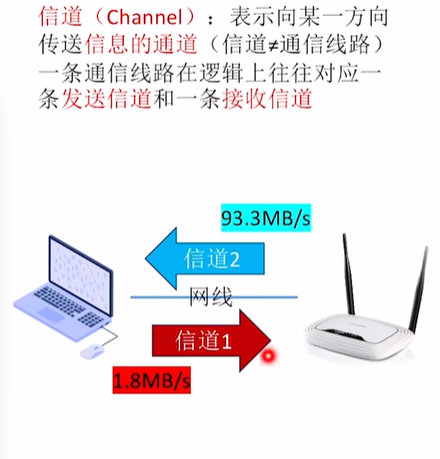 信道（Channel）：表示向某一方向
传送信息的通道（信道≠通信线路）
一条通信线路在逻辑上往往对应一
条发送信道和一条接收信道
93.3MB/s
信道2
网线
信道1
1.8MB/s